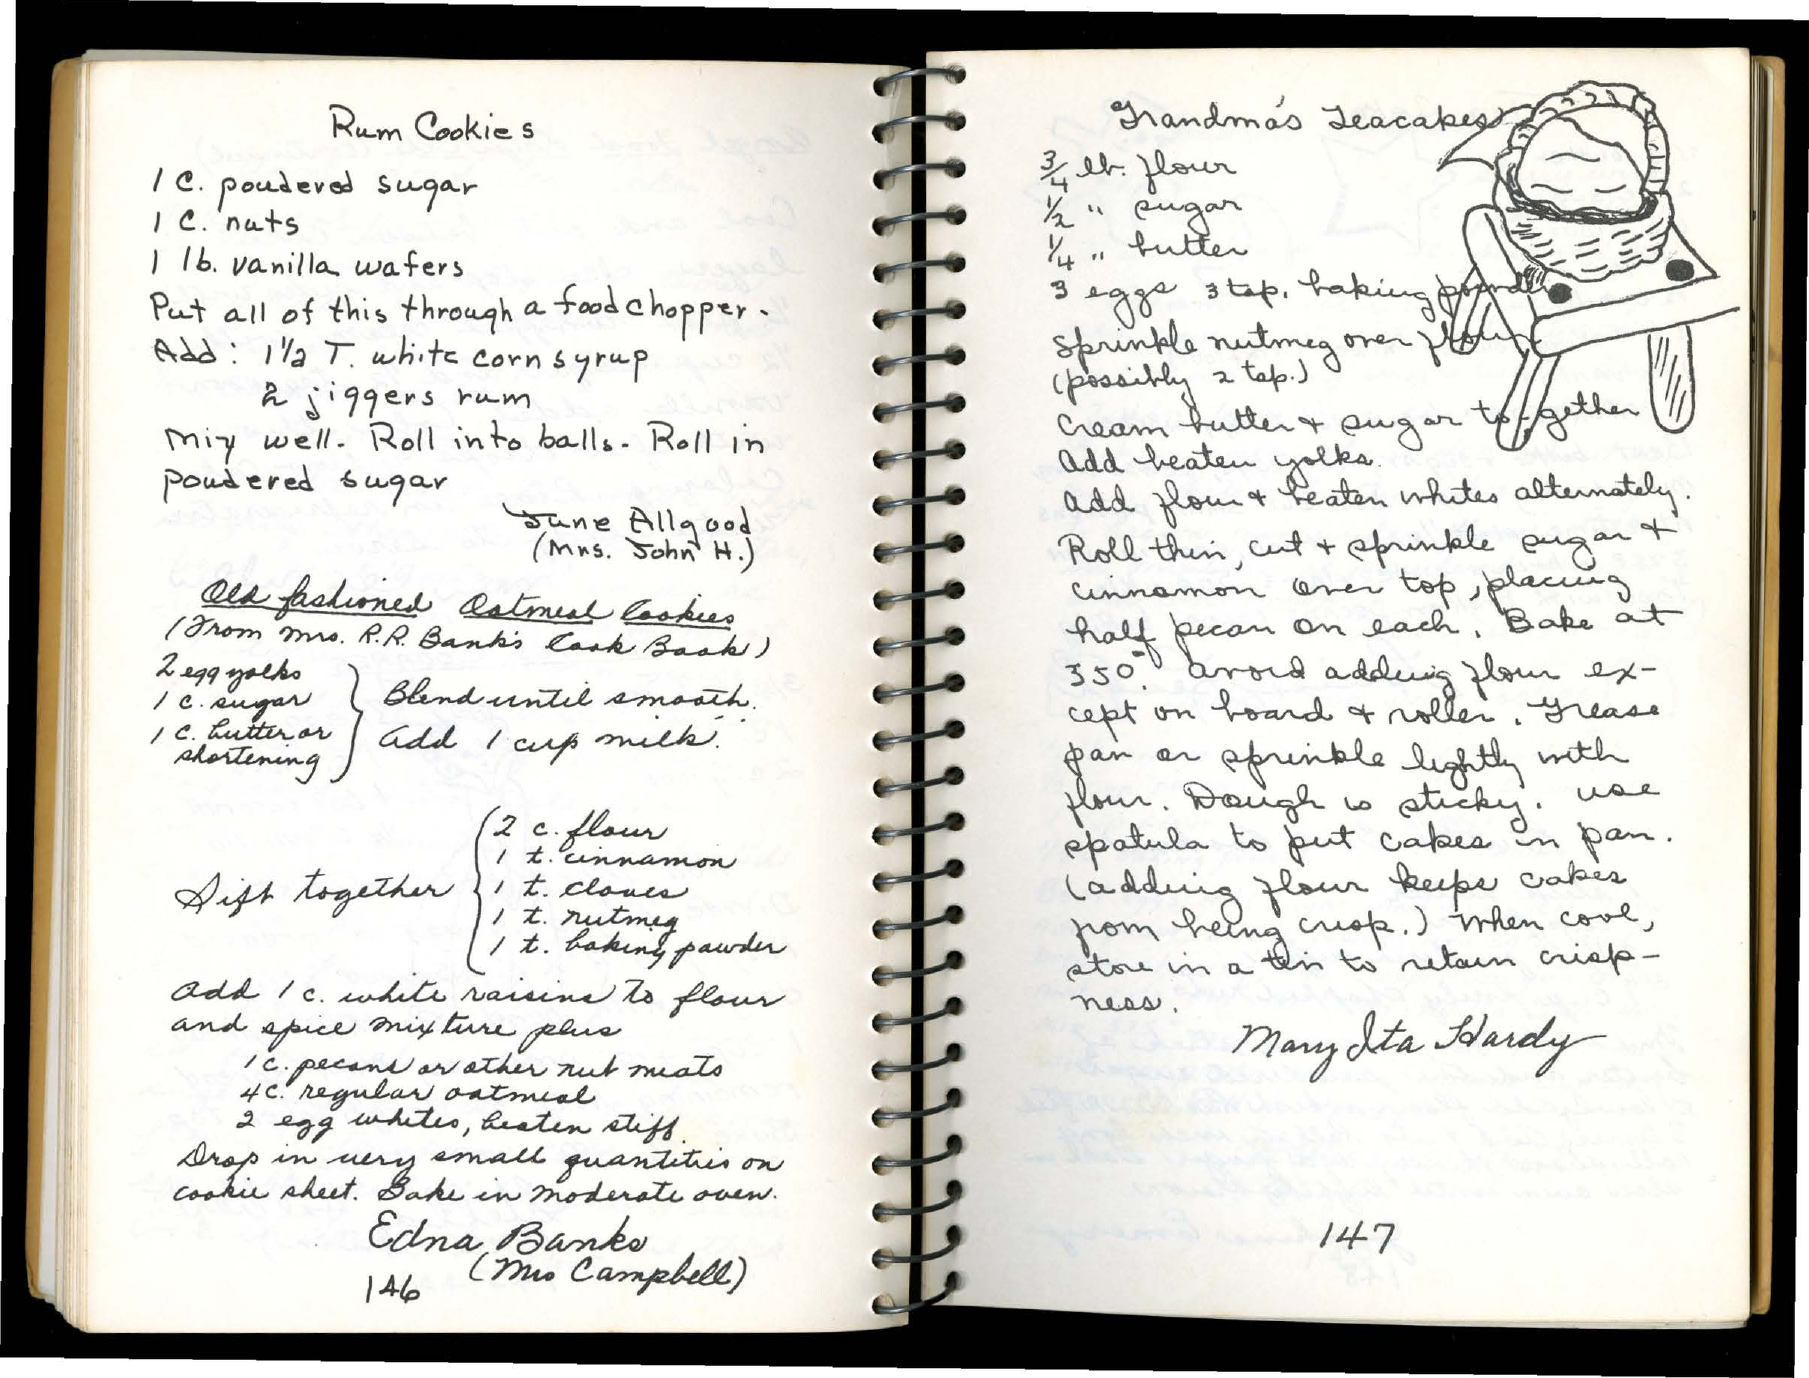 Rum Cookies
1 C. powdered sugar
1 C. nuts
1 lb. vanilla wafers
Put all of this through a food chopper.
Add: 1 1/2 T. white corn syrup
2 jiggers rum
Mix well. Roll into balls. Roll in
powdered sugar
June Allgood
(Mrs. John H.)
Old fashioned Oatmeal Cookies
(From Mrs. R.R. Bank's Cook Book)
2 egg yolks
1 c. sugar
1 c. butter or
shortening
Blend until smooth.
Add 1 cup milk.
Sift together
2 c. flour
1 t. cinnamon
1 t. cloves
1 t. nutmeg
1 t. baking powder
Add 1 c. white raisins to flour
and spice mixture plus
1 c. pecans or other nut meats
4 c. regular oatmeal
2 egg whites, beaten stiff.
Drop in very small quantities on
cookie sheet. Bake in moderate oven.
Edna Banks
(Mrs Campbell)
146
Grandma's Teacakes
3/4 lb. flour
1/2 " sugar
1/4 " butter
3 eggs 3 tsp. baking powder
Sprinkle nutmeg over flour
(possibly 2 tsp.)
Cream butter + sugar to-gether
Add beaten yolks.
Add flour + beaten whites alternately.
Roll thin, cut + sprinkle sugar +
cinnamon over top, placing
half pecan on each. Bake at
350°. Avoid adding flour ex-
cept on board + roller. Grease
pan or sprinkle lightly with
flour. Dough is sticky. Use
spatula to put cakes in pan.
(adding flour keeps cakes
from being crisp.) When cool,
store in a tin to retain crisp-
ness.
Mary Ita Hardy
147